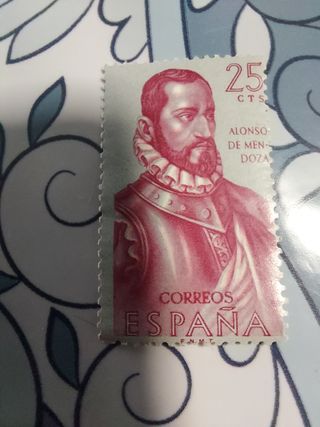 25
CTS
ALONSO
DE MEN-
DOZA
CORREOS
ESPAÑA
F.N.M.T.